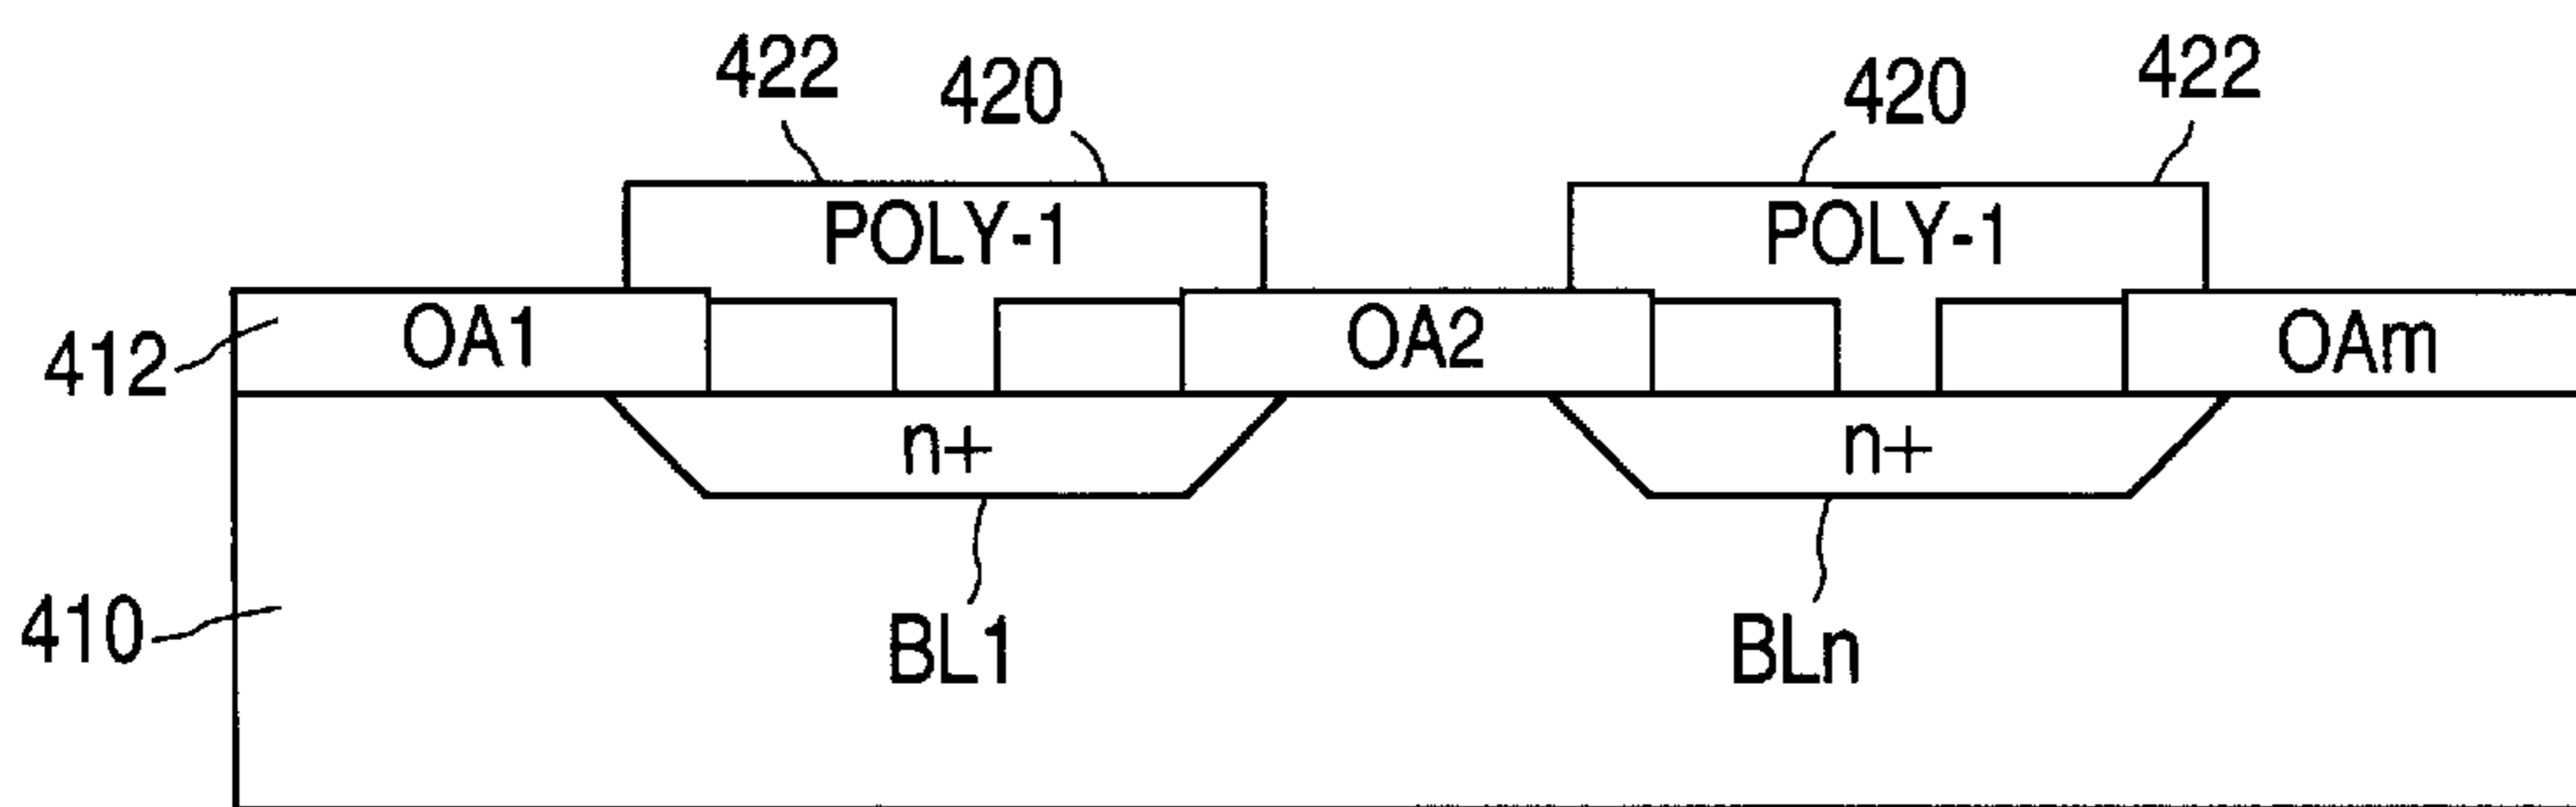 422 420 420 422
POLY-1 POLY-1
412 OA1 OA2 OAm
n+ n+
410 BL1 BLn